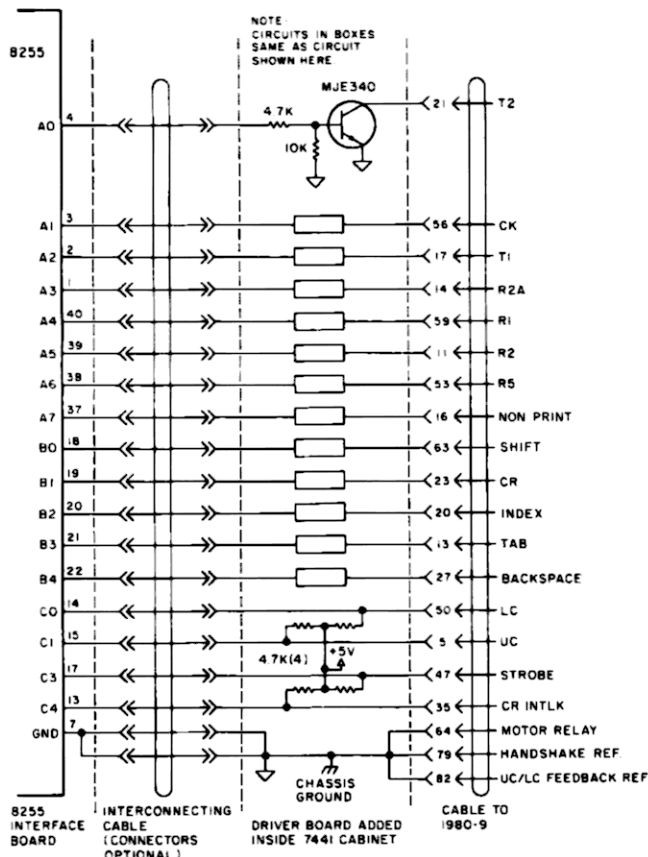 NOTE:
CIRCUITS IN BOXES
SAME AS CIRCUIT
SHOWN HERE
8255
MJE340
A0 4 4.7K 21 T2
10K
A1 3 56 CK
A2 2 17 T1
A3 1 14 R2A
A4 40 59 R1
A5 39 11 R2
A6 38 53 R5
A7 37 16 NON PRINT
B0 18 63 SHIFT
B1 19 23 CR
B2 20 20 INDEX
B3 21 13 TAB
B4 22 27 BACKSPACE
C0 14 50 LC
C1 15 5 UC
4.7K(4) +5V
C3 17 47 STROBE
C4 13 35 CR INTLK
GND 7 64 MOTOR RELAY
79 HANDSHAKE REF.
CHASSIS
GROUND
82 UC/LC FEEDBACK REF
8255
INTERFACE
BOARD
INTERCONNECTING
CABLE
(CONNECTORS
OPTIONAL)
DRIVER BOARD ADDED
INSIDE 7441 CABINET
CABLE TO
1980-9